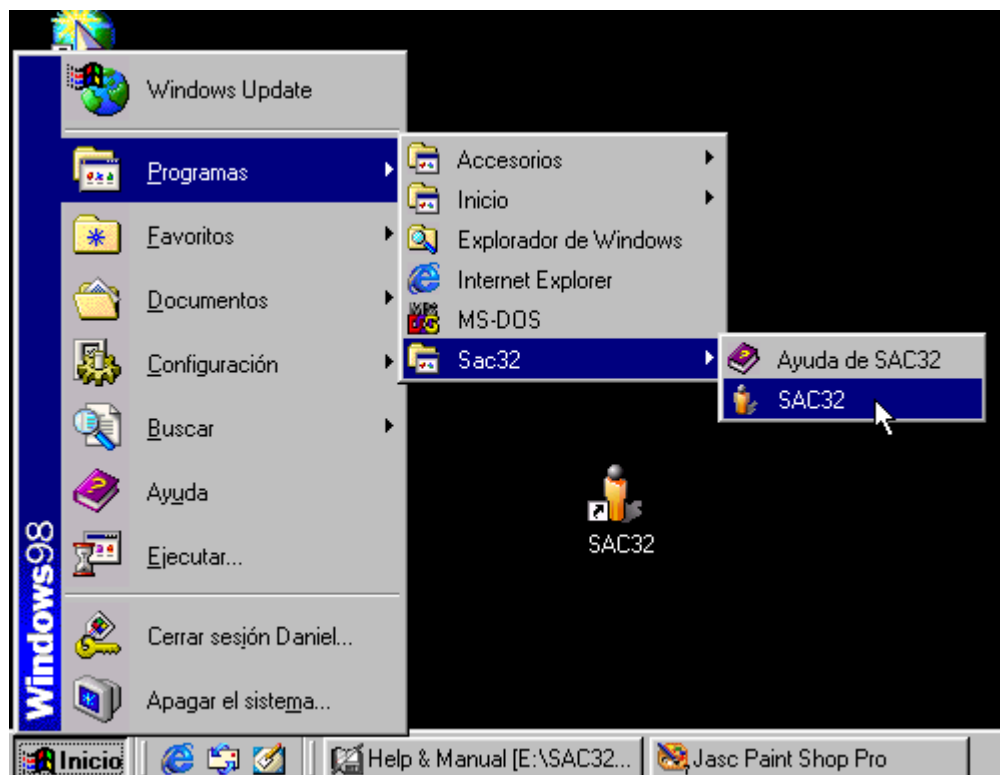 Windows Update
Programas
Favoritos
Documentos
Configuración
Buscar
Ayuda
Ejecutar...
Cerrar sesión Daniel...
Apagar el sistema...
Windows98
Accesorios
Inicio
Explorador de Windows
Internet Explorer
MS-DOS
Sac32
Ayuda de SAC32
SAC32
SAC32
Inicio
Help & Manual [E:\SAC32...
Jasc Paint Shop Pro